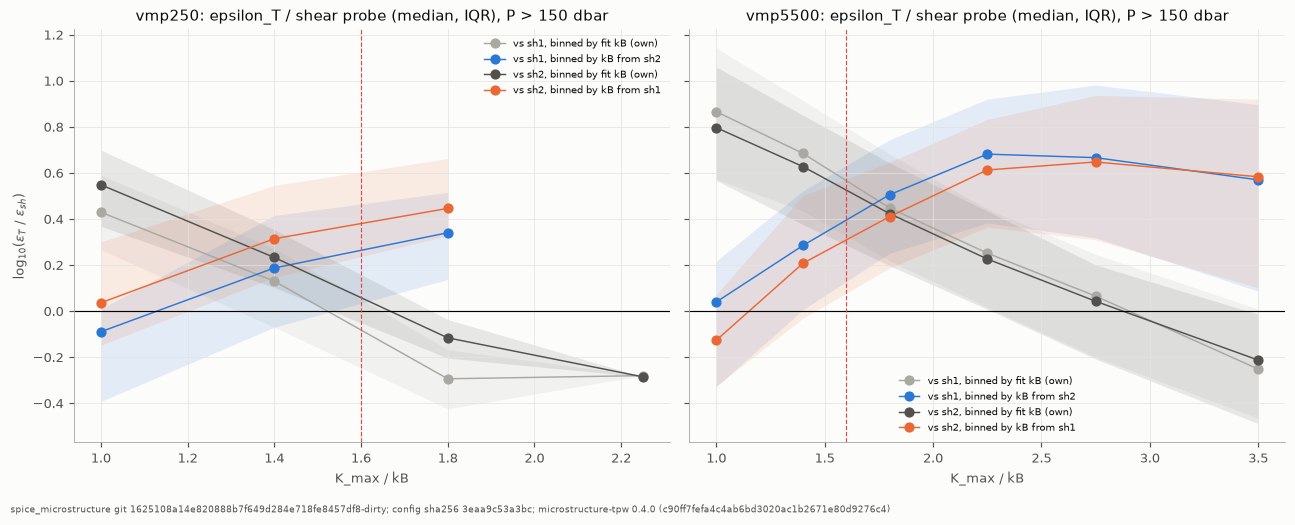 vmp250: epsilon_T / shear probe (median, IQR), P > 150 dbar
vmp5500: epsilon_T / shear probe (median, IQR), P > 150 dbar
vs sh1, binned by fit kB (own)
vs sh1, binned by kB from sh2
vs sh2, binned by fit kB (own)
vs sh2, binned by kB from sh1
log10(εT / εsh)
1.2
1.0
0.8
0.6
0.4
0.2
0.0
−0.2
−0.4
1.0
1.2
1.4
1.6
1.8
2.0
2.2
K_max / kB
vs sh1, binned by fit kB (own)
vs sh1, binned by kB from sh2
vs sh2, binned by fit kB (own)
vs sh2, binned by kB from sh1
1.0
1.5
2.0
2.5
3.0
3.5
K_max / kB
spice_microstructure git 1625108a14e820888b7f649d284e718fe8457df8-dirty; config sha256 3eaa9c53a3bc; microstructure-tpw 0.4.0 (c90ff7fefa4c4ab6bd3020ac1b2671e80d9276c4)